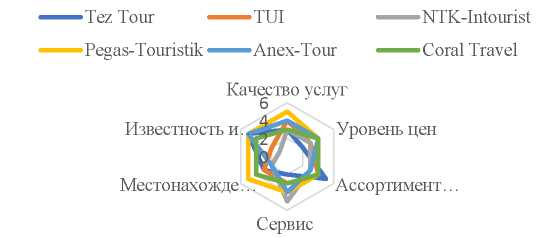 Tez Tour TUI NTK-Intourist
Pegas-Touristik Anex-Tour Coral Travel
Качество услуг
6
4
2
0
Известность и… Уровень цен
Местонахожде… Ассортимент…
Сервис